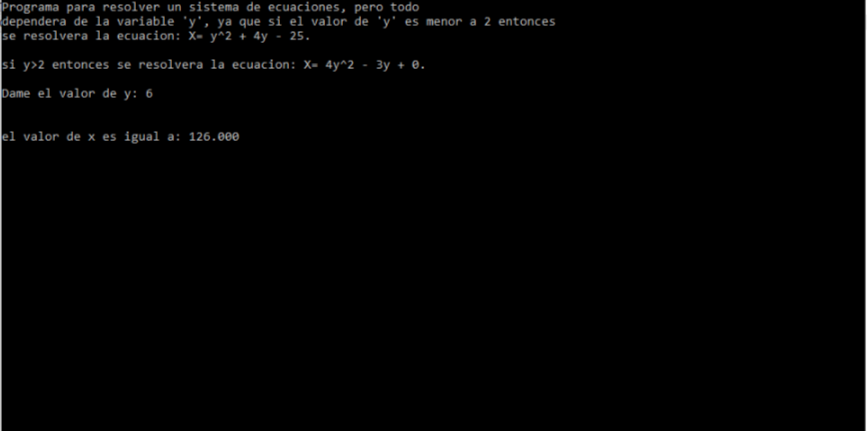 Programa para resolver un sistema de ecuaciones, pero todo
dependera de la variable 'y', ya que si el valor de 'y' es menor a 2 entonces
se resolvera la ecuacion: X= y^2 + 4y - 25.
si y>2 entonces se resolvera la ecuacion: X= 4y^2 - 3y + 0.
Dame el valor de y: 6
el valor de x es igual a: 126.000